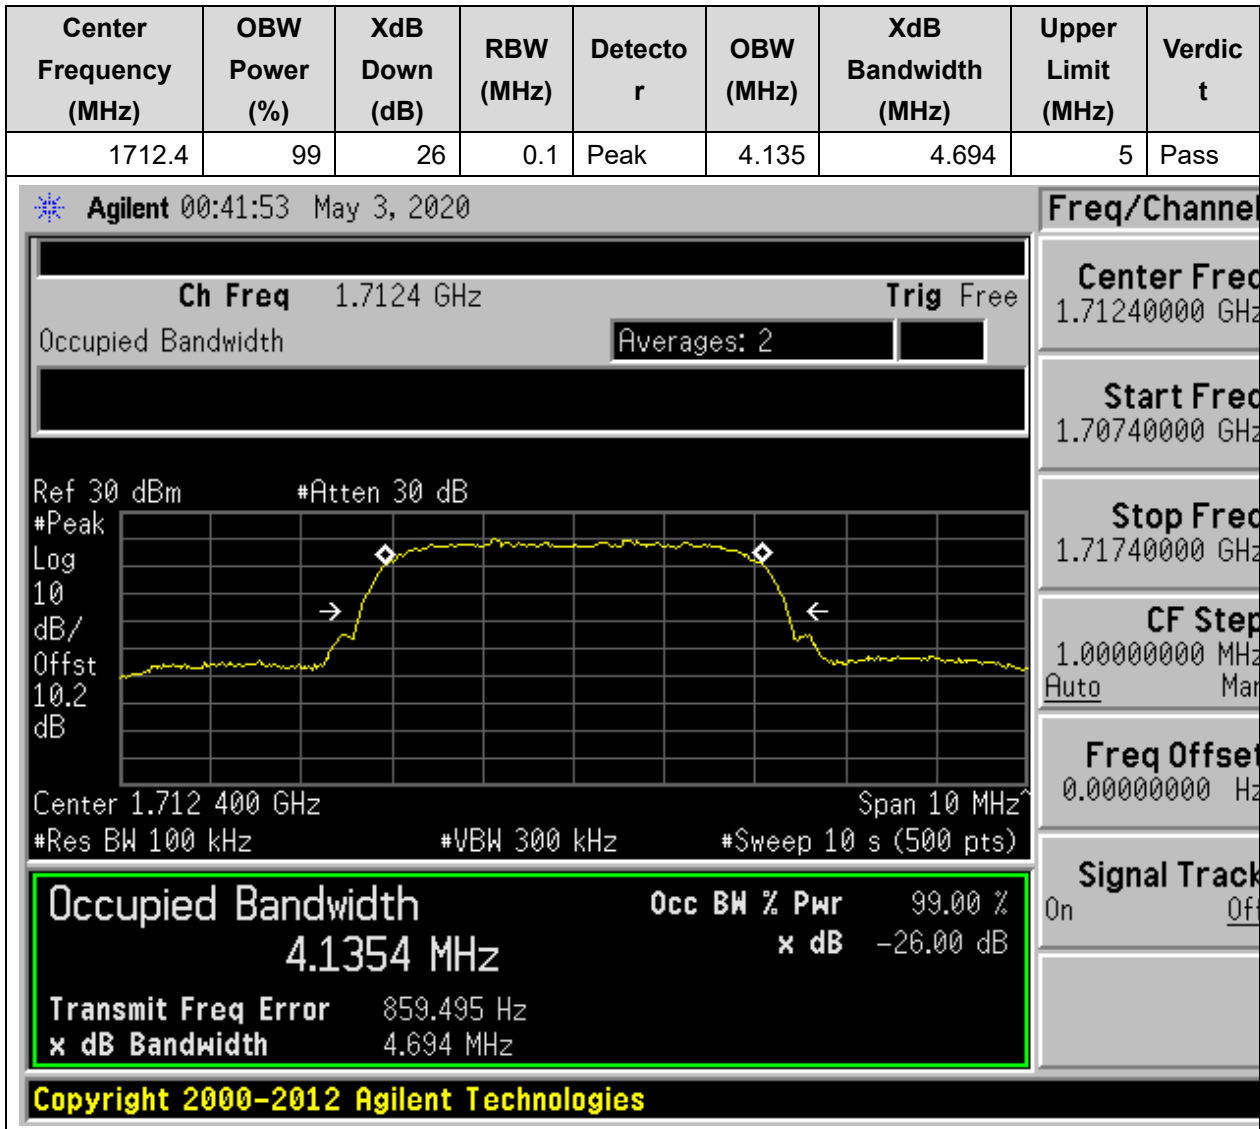 Center Frequency (MHz) OBW Power (%) XdB Down (dB) RBW (MHz) Detecto r OBW (MHz) XdB Bandwidth (MHz) Upper Limit (MHz) Verdic t
1712.4 99 26 0.1 Peak 4.135 4.694 5 Pass
Agilent 00:41:53 May 3, 2020
Ch Freq 1.7124 GHz Trig Free
Occupied Bandwidth Averages: 2
Ref 30 dBm #Atten 30 dB
#Peak
Log
10
dB/
Offst
10.2
dB
Center 1.712 400 GHz Span 10 MHz^
#Res BW 100 kHz #VBW 300 kHz #Sweep 10 s (500 pts)
Occupied Bandwidth Occ BW % Pwr 99.00 %
4.1354 MHz x dB -26.00 dB
Transmit Freq Error 859.495 Hz
x dB Bandwidth 4.694 MHz
Copyright 2000-2012 Agilent Technologies
Freq/Channel
Center Freq
1.71240000 GHz
Start Freq
1.70740000 GHz
Stop Freq
1.71740000 GHz
CF Step
1.00000000 MHz
Auto Man
Freq Offset
0.00000000 Hz
Signal Track
On Off